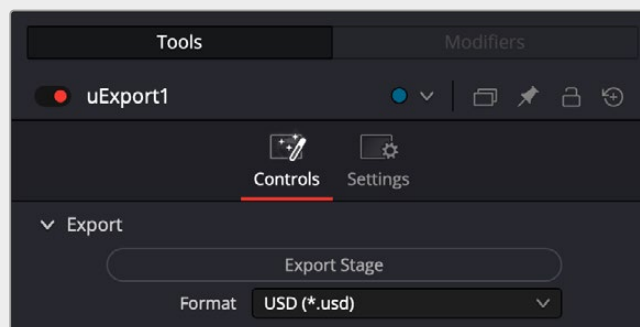 Tools
Modifiers
uExport1
Controls
Settings
Export
Export Stage
Format
USD (*.usd)